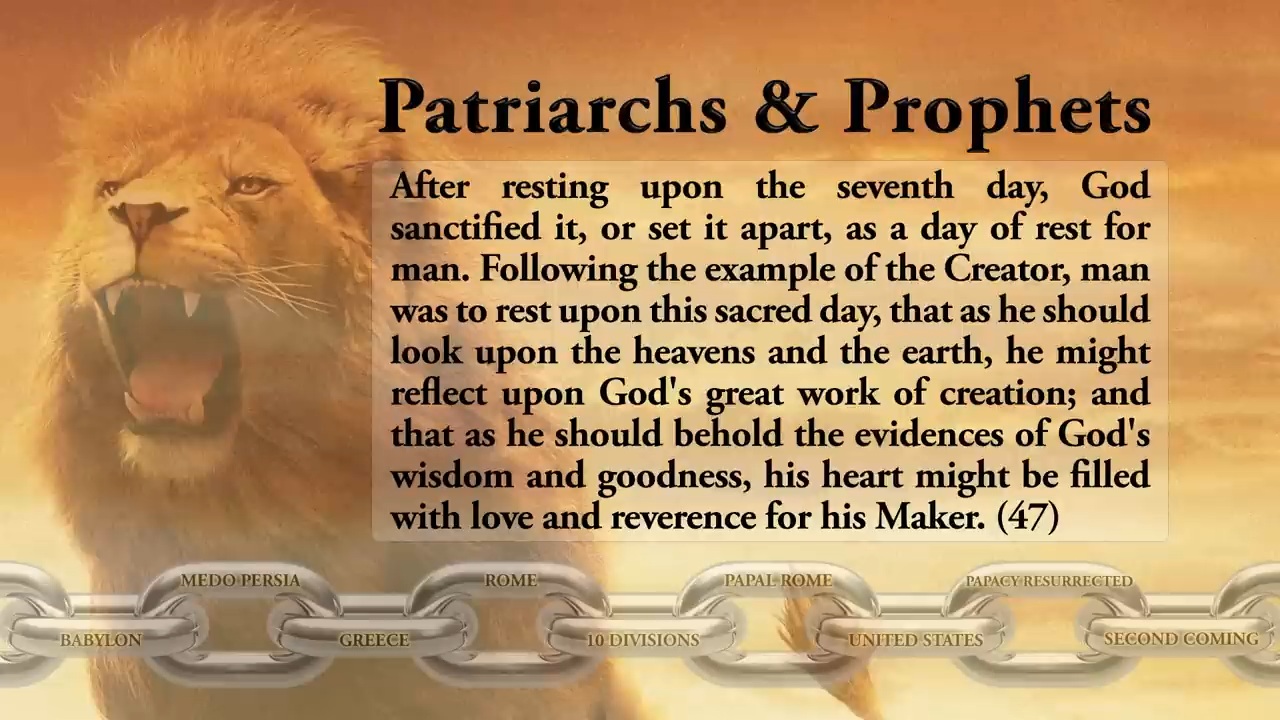 Patriarchs & Prophets
After resting upon the seventh day, God
sanctified it, or set it apart, as a day of rest for
man. Following the example of the Creator, man
was to rest upon this sacred day, that as he should
look upon the heavens and the earth, he might
reflect upon God's great work of creation; and
that as he should behold the evidences of God's
wisdom and goodness, his heart might be filled
with love and reverence for his Maker. (47)
MEDO PERSIA ROME PAPAL ROME PAPACY RESURRECTED
BABYLON GREECE 10 DIVISIONS UNITED STATES SECOND COMING